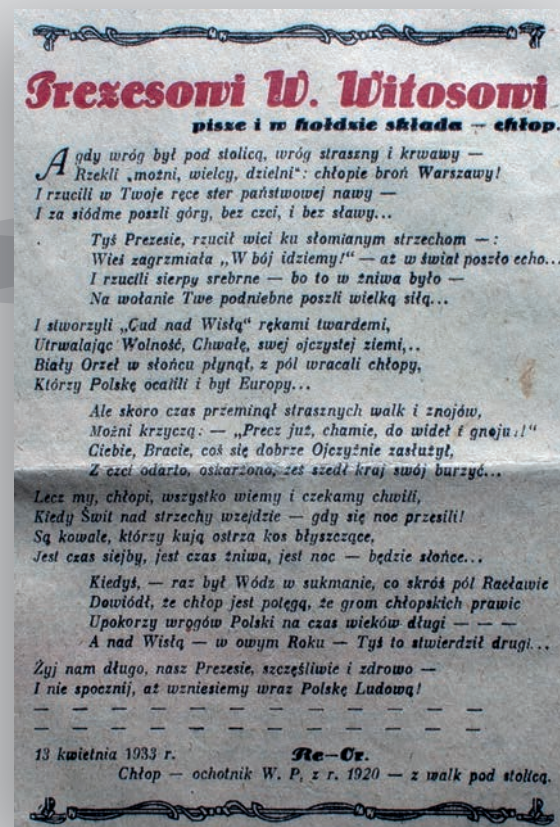 Prezesowi W. Witosowi
pisze i w hołdzie składa – chłop.
A gdy wróg był pod stolicą, wróg straszny i krwawy —
Rzekli „możni, wielcy, dzielni": chłopie broń Warszawy!
I rzucili w Twoje ręce ster państwowej nawy —
I za siódme poszli góry, bez czci, i bez sławy...
Tyś Prezesie, rzucił wici ku słomianym strzechom — :
Wieś zagrzmiała „W bój idziemy!" — aż w świat poszło echo...
I rzucili sierpy srebrne — bo to w żniwa było —
Na wołanie Twe podniebne poszli wielką siłą...
I stworzyli „Cud nad Wisłą" rękami twardemi,
Utrwalając Wolność, Chwałę, swej ojczystej ziemi,..
Biały Orzeł w słońcu płynął, z pól wracali chłopy,
Którzy Polskę ocalili i byt Europy...
Ale skoro czas przeminął strasznych walk i znojów,
Możni krzyczą: — „Precz już, chamie, do wideł i gnoju!"
Ciebie, Bracie, coś się dobrze Ojczyźnie zasłużył,
Z czci odarto, oskarżono, żeś szedł kraj swój burzyć...
Lecz my, chłopi, wszystko wiemy i czekamy chwili,
Kiedy Świt nad strzechy wzejdzie — gdy się noc przesili!
Są kowale, którzy kują ostrza kos błyszczące,
Jest czas siejby, jest czas żniwa, jest noc — będzie słońce...
Kiedyś, — raz był Wódz w sukmanie, co skróś pól Racławic
Dowiódł, że chłop jest potęgą, że grom chłopskich prawic
Upokorzy wrogów Polski na czas wieków długi — — —
A nad Wisłą — w owym Roku — Tyś to stwierdził drugi...
Żyj nam długo, nasz Prezesie, szczęśliwie i zdrowo —
I nie spocznij, aż wzniesiemy wraz Polskę Ludową!
— — — — — — — — — — — —
— — — — — — — — — — — —
13 kwietnia 1933 r. Re–Cr.
Chłop — ochotnik W. P, z r. 1920 — z walk pod stolicą.